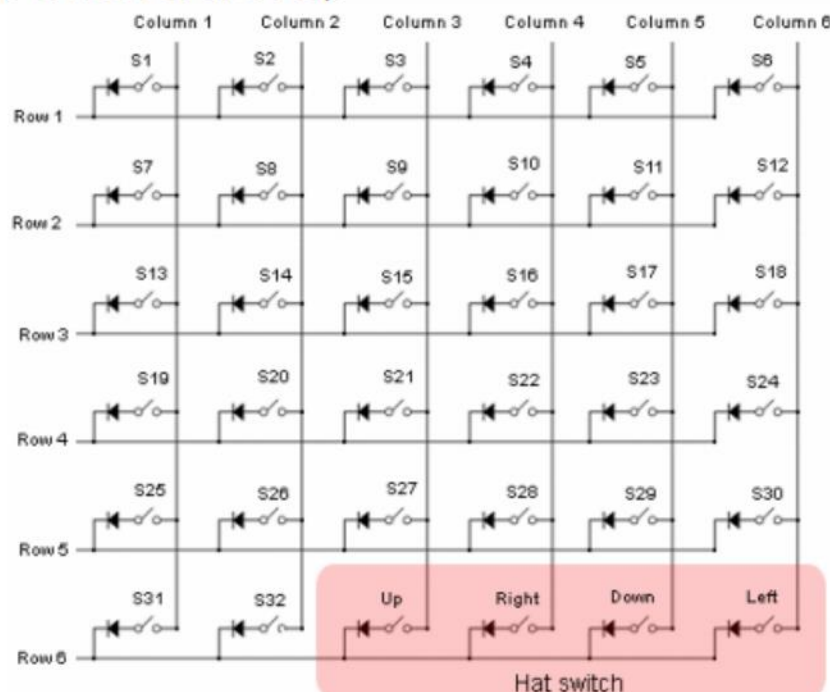 Column 1 Column 2 Column 3 Column 4 Column 5 Column 6
S1 S2 S3 S4 S5 S6
Row 1
S7 S8 S9 S10 S11 S12
Row 2
S13 S14 S15 S16 S17 S18
Row 3
S19 S20 S21 S22 S23 S24
Row 4
S25 S26 S27 S28 S29 S30
Row 5
S31 S32 Up Right Down Left
Row 6
Hat switch